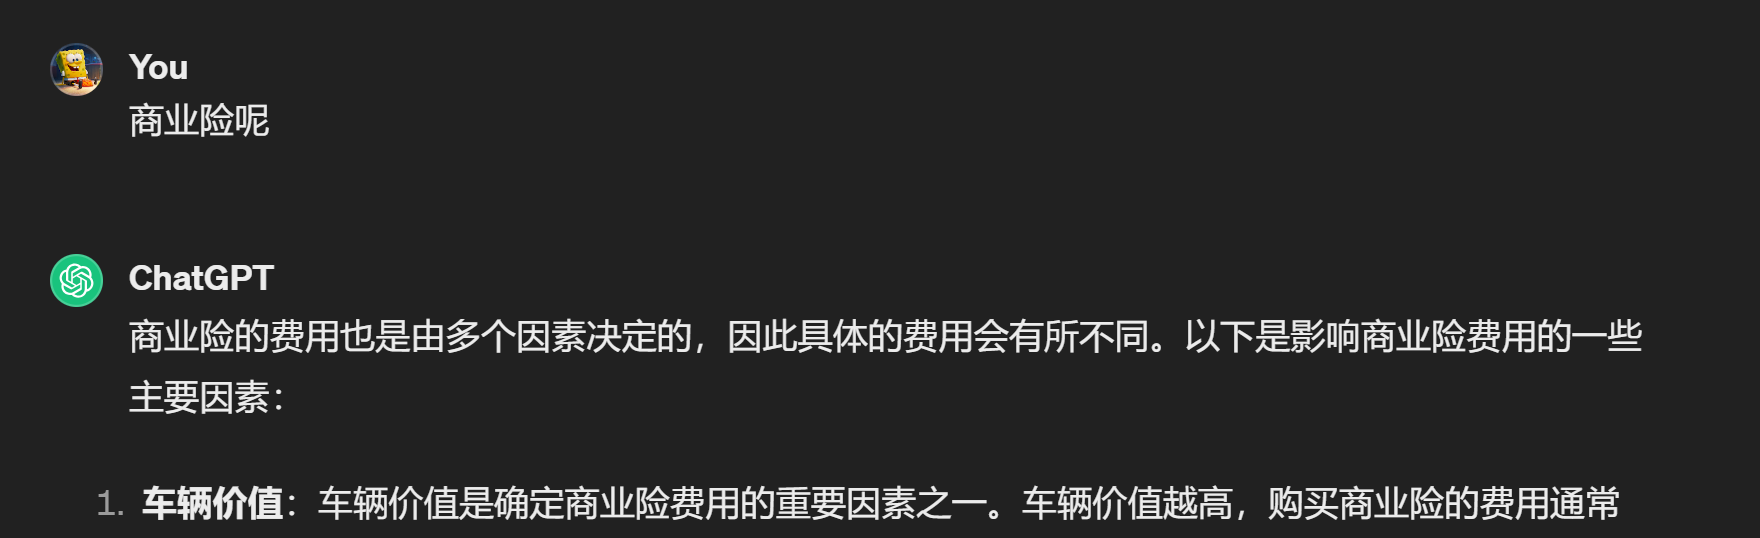 You
商业险呢
ChatGPT
商业险的费用也是由多个因素决定的，因此具体的费用会有所不同。以下是影响商业险费用的一些
主要因素：
1. 车辆价值：车辆价值是确定商业险费用的重要因素之一。车辆价值越高，购买商业险的费用通常